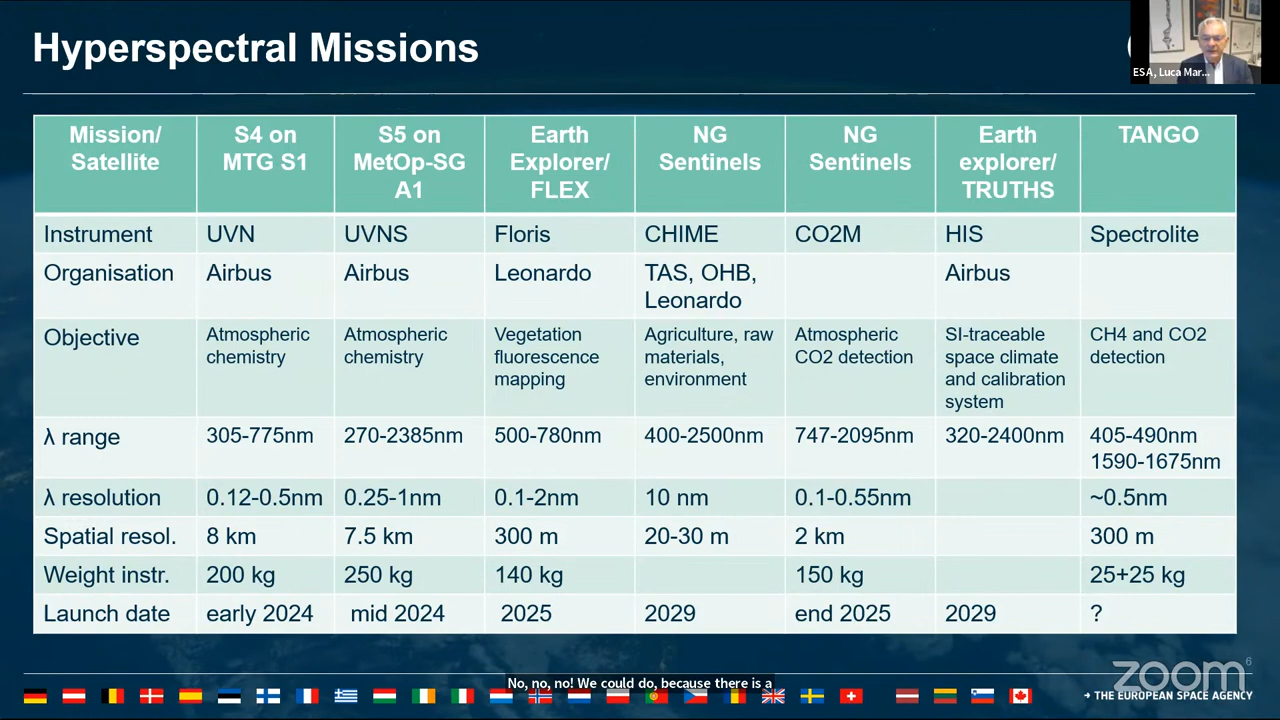 Hyperspectral Missions
ESA, Luca Mar...
Mission/ Satellite
S4 on MTG S1
S5 on MetOp-SG A1
Earth Explorer/ FLEX
NG Sentinels
NG Sentinels
Earth explorer/ TRUTHS
TANGO
Instrument
UVN
UVNS
Floris
CHIME
CO2M
HIS
Spectrolite
Organisation
Airbus
Airbus
Leonardo
TAS, OHB, Leonardo
Airbus
Objective
Atmospheric chemistry
Atmospheric chemistry
Vegetation fluorescence mapping
Agriculture, raw materials, environment
Atmospheric CO2 detection
SI-traceable space climate and calibration system
CH4 and CO2 detection
λ range
305-775nm
270-2385nm
500-780nm
400-2500nm
747-2095nm
320-2400nm
405-490nm
1590-1675nm
λ resolution
0.12-0.5nm
0.25-1nm
0.1-2nm
10 nm
0.1-0.55nm
~0.5nm
Spatial resol.
8 km
7.5 km
300 m
20-30 m
2 km
300 m
Weight instr.
200 kg
250 kg
140 kg
150 kg
25+25 kg
Launch date
early 2024
mid 2024
2025
2029
end 2025
2029
?
6
zoom
No, no, no! We could do, because there is a
→ THE EUROPEAN SPACE AGENCY